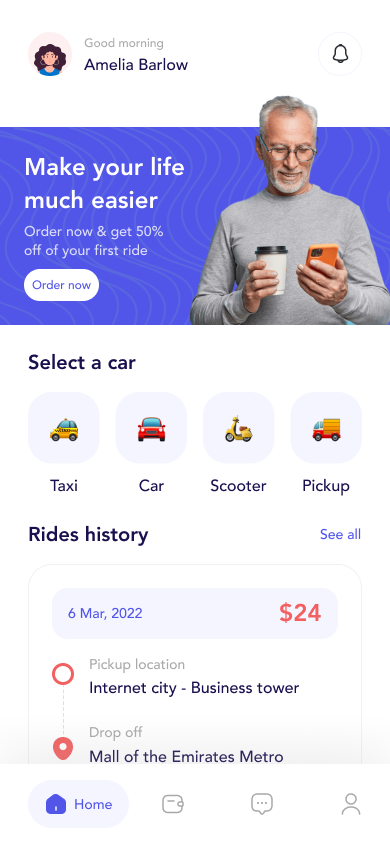 Good morning
Amelia Barlow
Make your life
much easier
Order now & get 50%
off of your first ride
Order now
Select a car
Taxi
Car
Scooter
Pickup
Rides history
See all
6 Mar, 2022
$24
Pickup location
Internet city - Business tower
Drop off
Mall of the Emirates Metro
Home